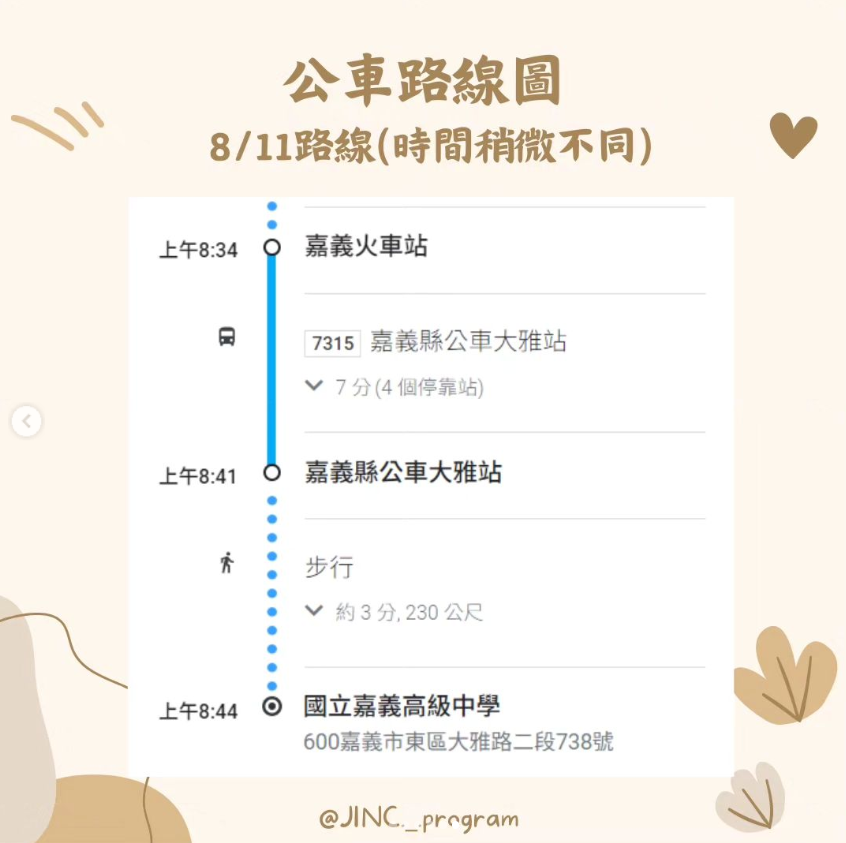 公車路線圖
8/11路線(時間稍微不同)
上午8:34 嘉義火車站
7315 嘉義縣公車大雅站
7 分 (4 個停靠站)
上午8:41 嘉義縣公車大雅站
步行
約 3 分, 230 公尺
上午8:44 國立嘉義高級中學
600嘉義市東區大雅路二段738號
@JINC._.program